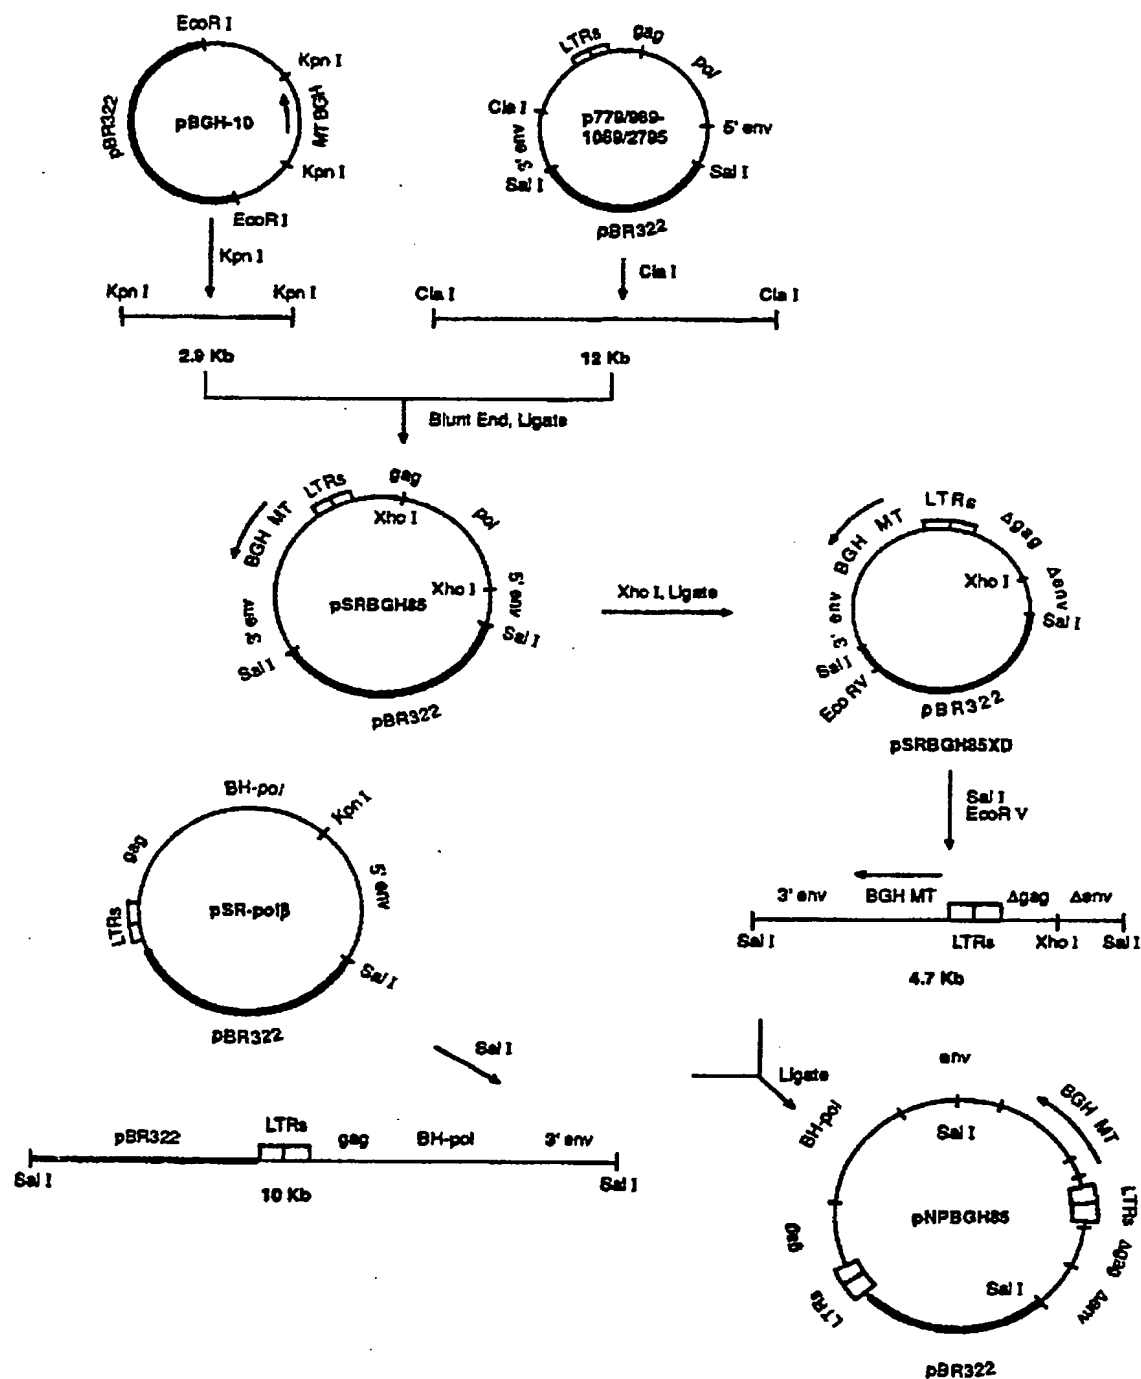 EcoR I
Kpn I
pBR322
pBGH-10
MT BGH
Kpn I
EcoR I
Kpn I
LTRs
gag
pol
Cla I
p779/989-
1069/2795
5' env
3' env
Sal I
Sal I
pBR322
Cla I
Kpn I
Kpn I
Cla I
Cla I
2.9 Kb
12 Kb
Blunt End, Ligate
LTRs
gag
BGH MT
Xho I
pol
Xho I
5' env
pSRBGH85
3' env
Sal I
Sal I
pBR322
Xho I, Ligate
LTRs
Δgag
BGH MT
Xho I
Δenv
3' env
Sal I
Sal I
Eco RV
pBR322
pSRBGH85XD
Sal I
EcoR V
BH-pol
Kpn I
gag
5' env
pSR-polβ
LTRs
Sal I
pBR322
3' env
BGH MT
Δgag
Δenv
Sal I
LTRs
Xho I
Sal I
4.7 Kb
Sal I
Ligate
pBR322
LTRs
gag
BH-pol
3' env
Sal I
Sal I
10 Kb
env
BH-pol
Sal I
BGH MT
pNPBGH85
LTRs
gag
Δgag
Δenv
Sal I
LTRs
pBR322